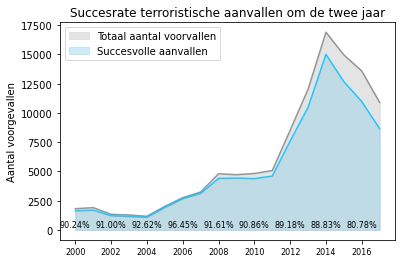 Succesrate terroristische aanvallen om de twee jaar
17500
15000
12500
10000
7500
5000
2500
0
Aantal voorgevallen
Totaal aantal voorvallen
Succesvolle aanvallen
90.24% 91.00% 92.62% 96.45% 91.61% 90.86% 89.18% 88.83% 80.78%
2000 2002 2004 2006 2008 2010 2012 2014 2016